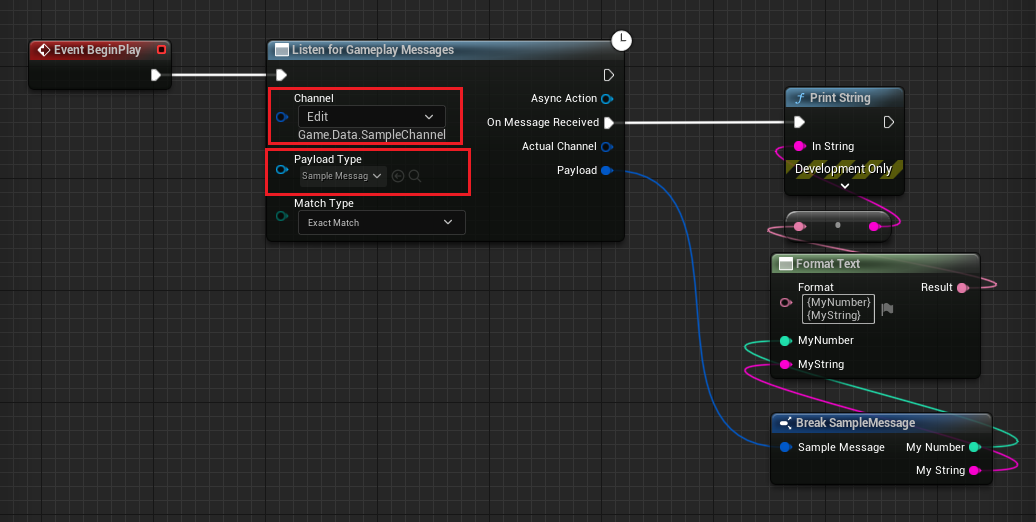 Event BeginPlay
Listen for Gameplay Messages
Channel
Edit
Game.Data.SampleChannel
Payload Type
Sample Messag
Match Type
Exact Match
Async Action
On Message Received
Actual Channel
Payload
f Print String
In String
Development Only
Format Text
Format
{MyNumber}
{MyString}
Result
MyNumber
MyString
Break SampleMessage
Sample Message
My Number
My String